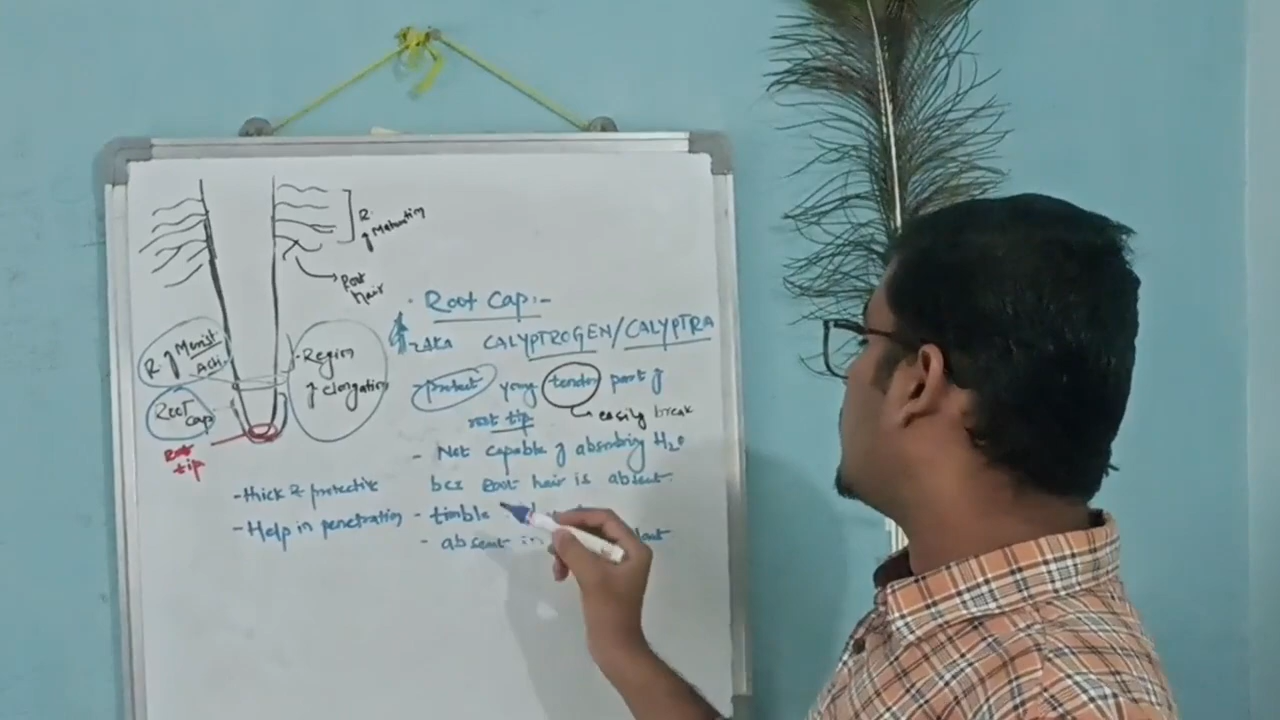 R.
of Maturation
Root
hair
R of Merist.
Acti.
Root
Cap
Region
of elongation
Root
tip
- thick & protective
- Help in penetration
. Root Cap :-
AKA CALYPTROGEN/CALYPTRA
protect young tender part of
easily break
root tip
- Not capable of absorbing H2O
bcz Root hair is absent.
- timble
- absent in